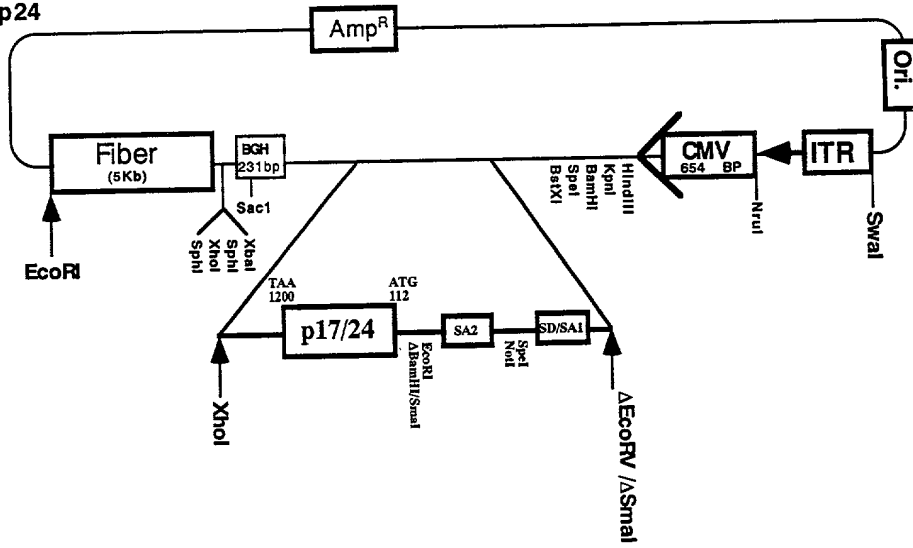 p24
Amp^R
Ori.
Fiber
(5Kb)
BGH
231bp
CMV
654 BP
ITR
HIndIII
KpnI
BamHI
SpeI
BstXI
Sac1
NruI
SwaI
XbaI
SphI
XhoI
SphI
EcoRI
TAA
1200
ATG
112
p17/24
SA2
SD/SA1
EcoRI
ΔBamHI/SmaI
SpeI
NotI
XhoI
ΔEcoRV /ΔSmaI